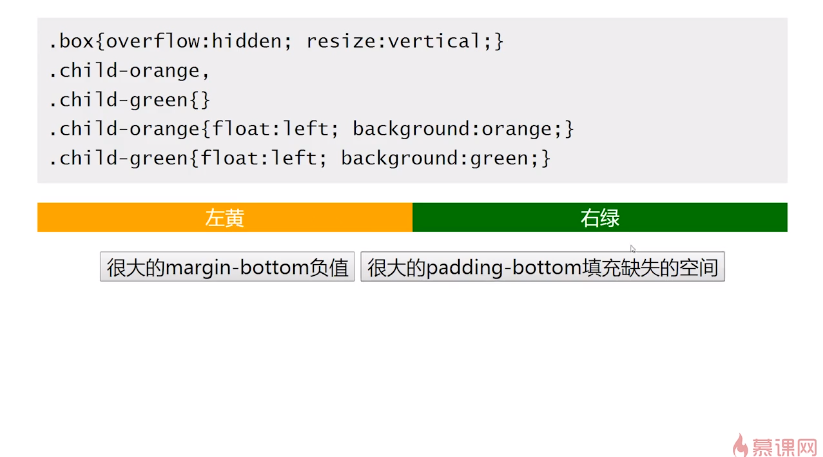 .box{overflow:hidden; resize:vertical;}
.child-orange,
.child-green{}
.child-orange{float:left; background:orange;}
.child-green{float:left; background:green;}
左黄 右绿
很大的margin-bottom负值 很大的padding-bottom填充缺失的空间
慕课网